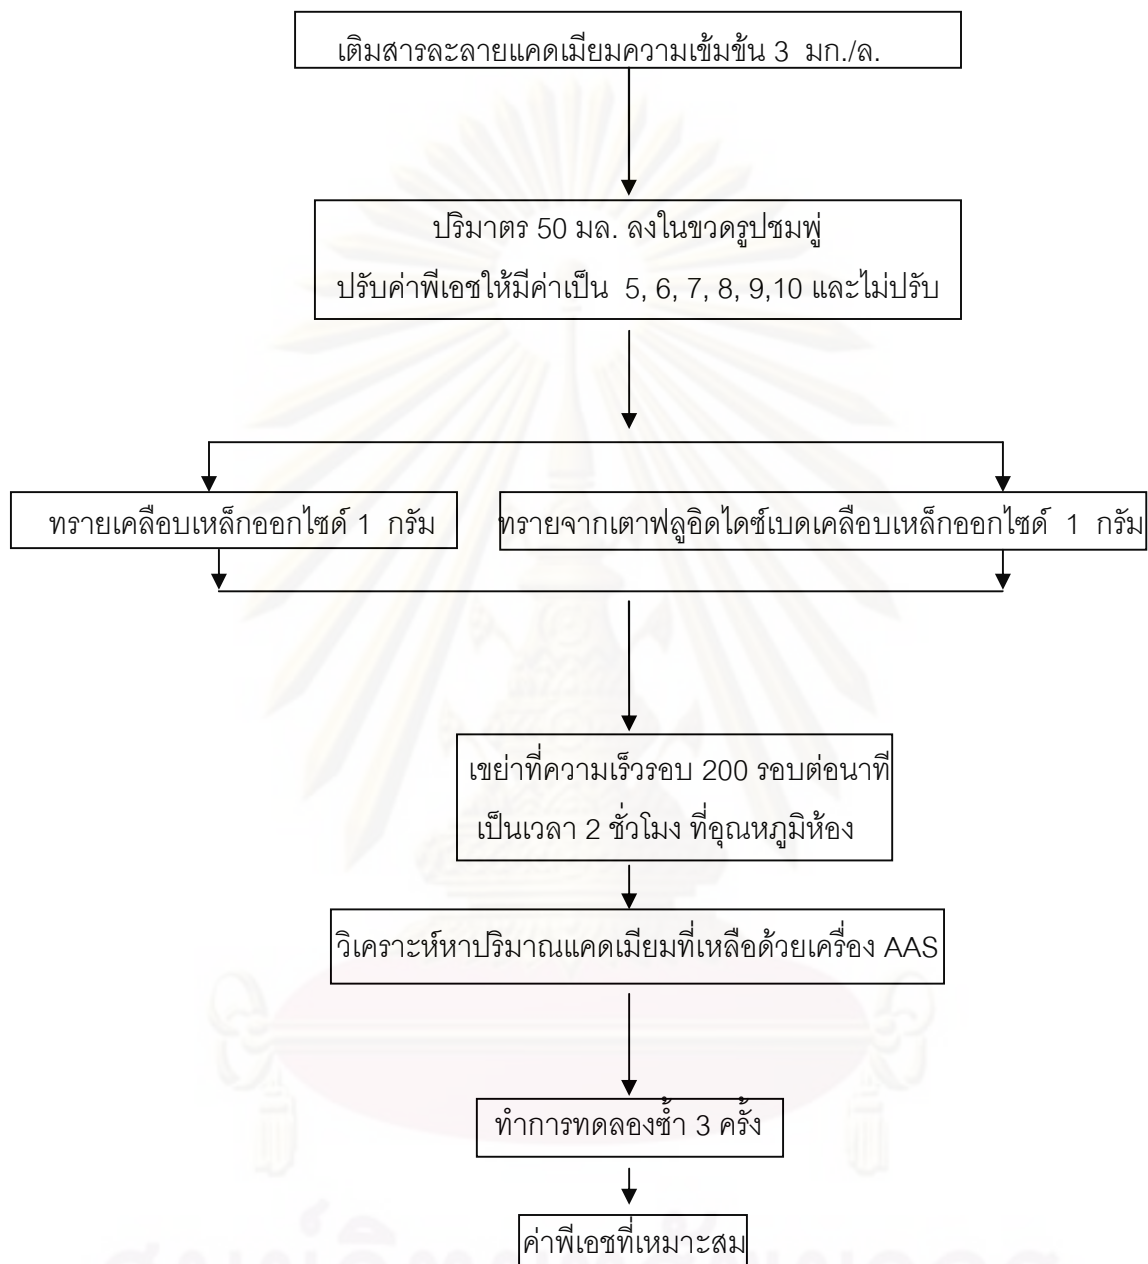 เติมสารละลายแคดเมียมความเข้มข้น 3 มก./ล.
ปริมาตร 50 มล. ลงในขวดรูปชมพู่
ปรับค่าพีเอชให้มีค่าเป็น 5, 6, 7, 8, 9,10 และไม่ปรับ
ทรายเคลือบเหล็กออกไซด์ 1 กรัม
ทรายจากเตาฟลูอิดไดซ์เบดเคลือบเหล็กออกไซด์ 1 กรัม
เขย่าที่ความเร็วรอบ 200 รอบต่อนาที
เป็นเวลา 2 ชั่วโมง ที่อุณหภูมิห้อง
วิเคราะห์หาปริมาณแคดเมียมที่เหลือด้วยเครื่อง AAS
ทำการทดลองซ้ำ 3 ครั้ง
ค่าพีเอชที่เหมาะสม